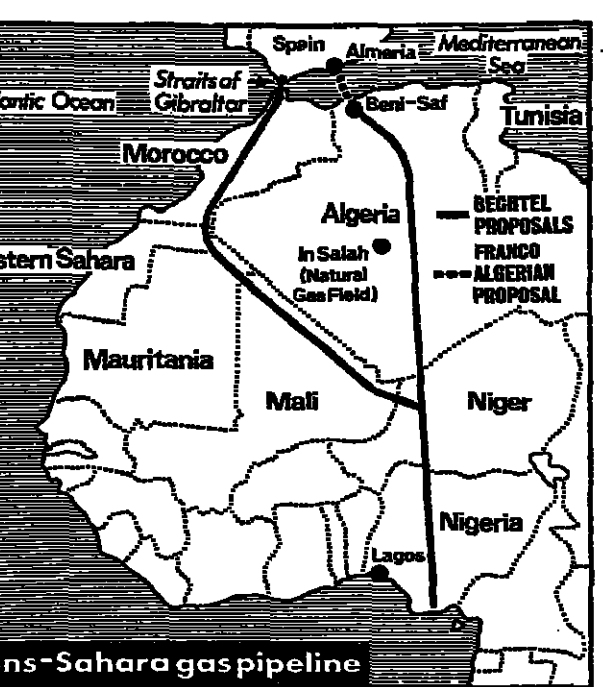 Spain
Almeria
Mediterranean
Sea
Straits of
Gibraltar
antic Ocean
Beni-Saf
Tunisia
Morocco
Algeria
BECHTEL
PROPOSALS
In Salah
(Natural
Gas Field)
FRANCO
ALGERIAN
PROPOSAL
stern Sahara
Mauritania
Mali
Niger
Nigeria
Lagos
ns-Sahara gas pipeline